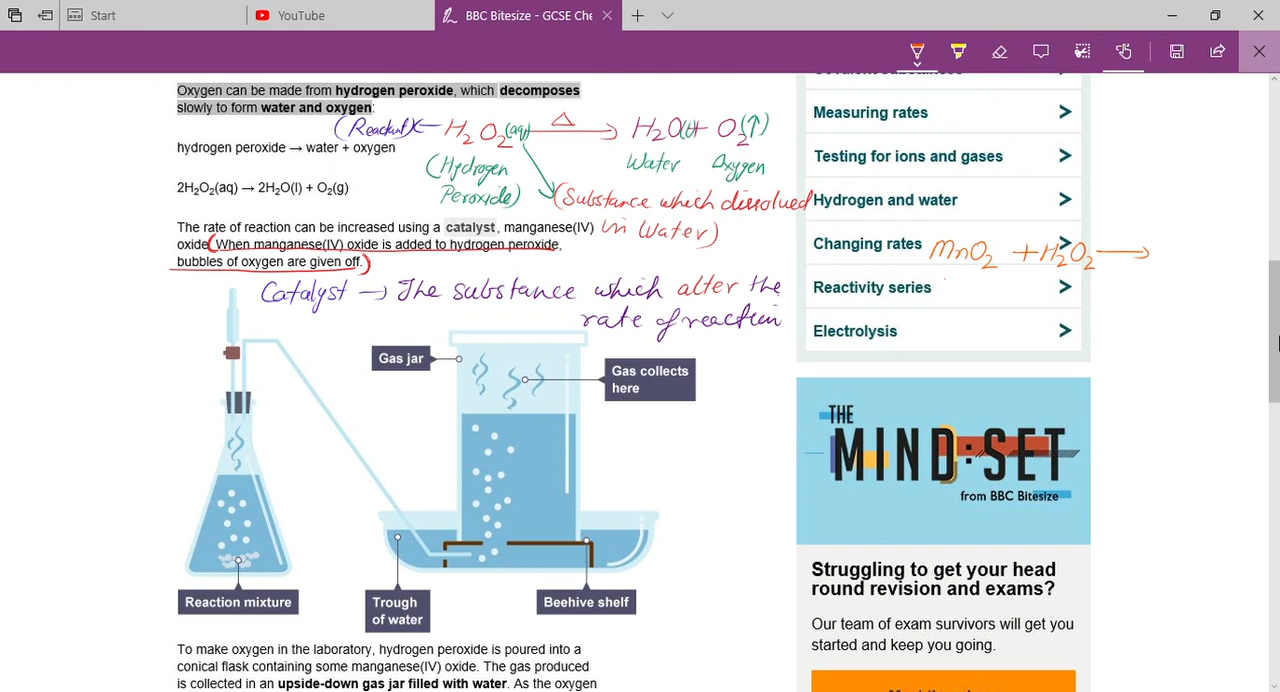 Start
YouTube
BBC Bitesize - GCSE Che
Oxygen can be made from hydrogen peroxide, which decomposes
slowly to form water and oxygen:
(Reactant) ← H2O2(aq) △→ H2O(l) + O2(↑)
hydrogen peroxide → water + oxygen
(Hydrogen Peroxide)
Water Oxygen
2H₂O₂(aq) → 2H₂O(l) + O₂(g)
(Substance which dissolved
in Water)
The rate of reaction can be increased using a catalyst, manganese(IV)
oxide. (When manganese(IV) oxide is added to hydrogen peroxide,
bubbles of oxygen are given off.)
Catalyst → The substance which alter the
rate of reaction
Gas jar
Gas collects
here
Reaction mixture
Trough
of water
Beehive shelf
To make oxygen in the laboratory, hydrogen peroxide is poured into a
conical flask containing some manganese(IV) oxide. The gas produced
is collected in an upside-down gas jar filled with water. As the oxygen
Measuring rates
Testing for ions and gases
Hydrogen and water
Changing rates
MnO2 + H2O2 →
Reactivity series
Electrolysis
THE
MIND:SET
from BBC Bitesize
Struggling to get your head
round revision and exams?
Our team of exam survivors will get you
started and keep you going.